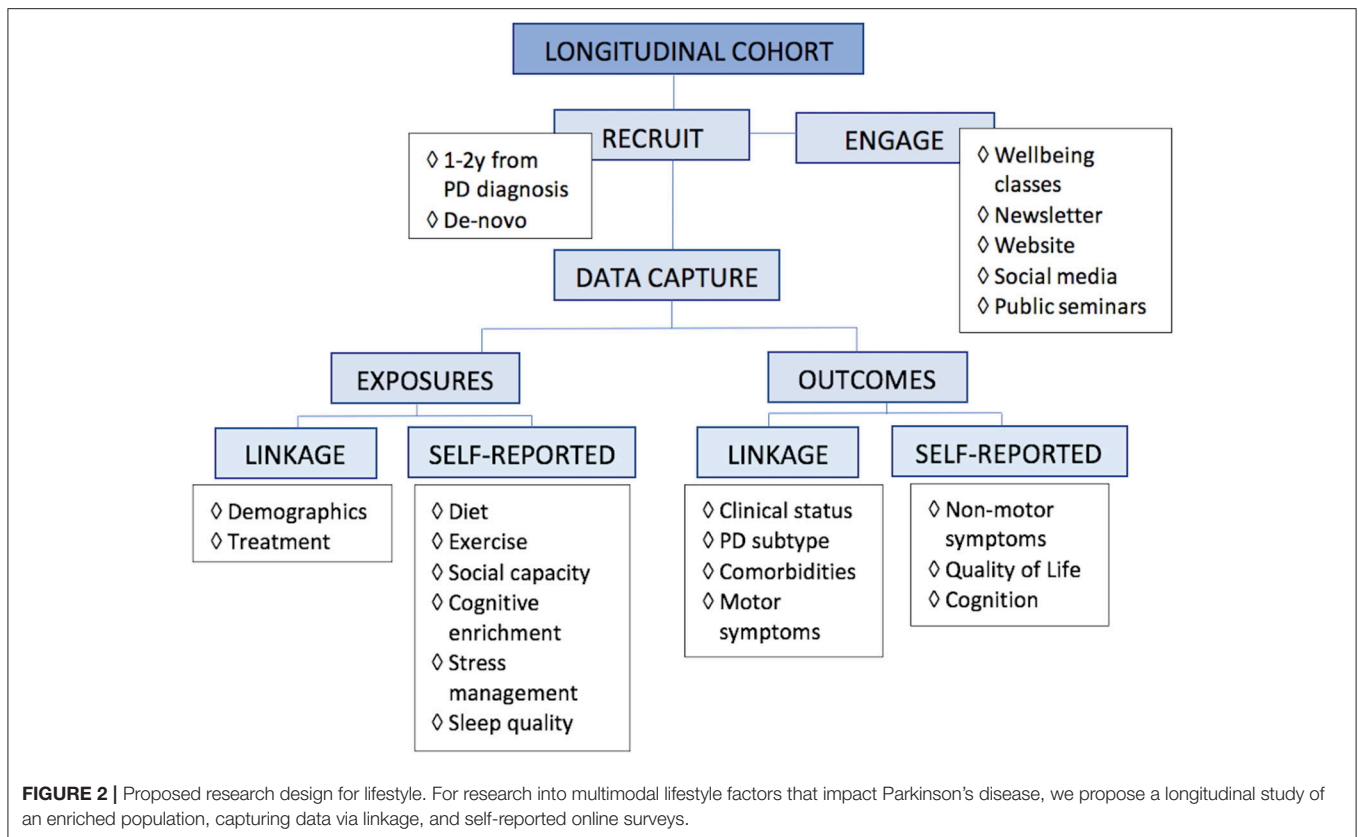 LONGITUDINAL COHORT
RECRUIT
◊ 1-2y from
PD diagnosis
◊ De-novo
ENGAGE
◊ Wellbeing
classes
◊ Newsletter
◊ Website
◊ Social media
◊ Public seminars
DATA CAPTURE
EXPOSURES
LINKAGE
◊ Demographics
◊ Treatment
SELF-REPORTED
◊ Diet
◊ Exercise
◊ Social capacity
◊ Cognitive
enrichment
◊ Stress
management
◊ Sleep quality
OUTCOMES
LINKAGE
◊ Clinical status
◊ PD subtype
◊ Comorbidities
◊ Motor
symptoms
SELF-REPORTED
◊ Non-motor
symptoms
◊ Quality of Life
◊ Cognition
FIGURE 2 | Proposed research design for lifestyle. For research into multimodal lifestyle factors that impact Parkinson’s disease, we propose a longitudinal study of
an enriched population, capturing data via linkage, and self-reported online surveys.